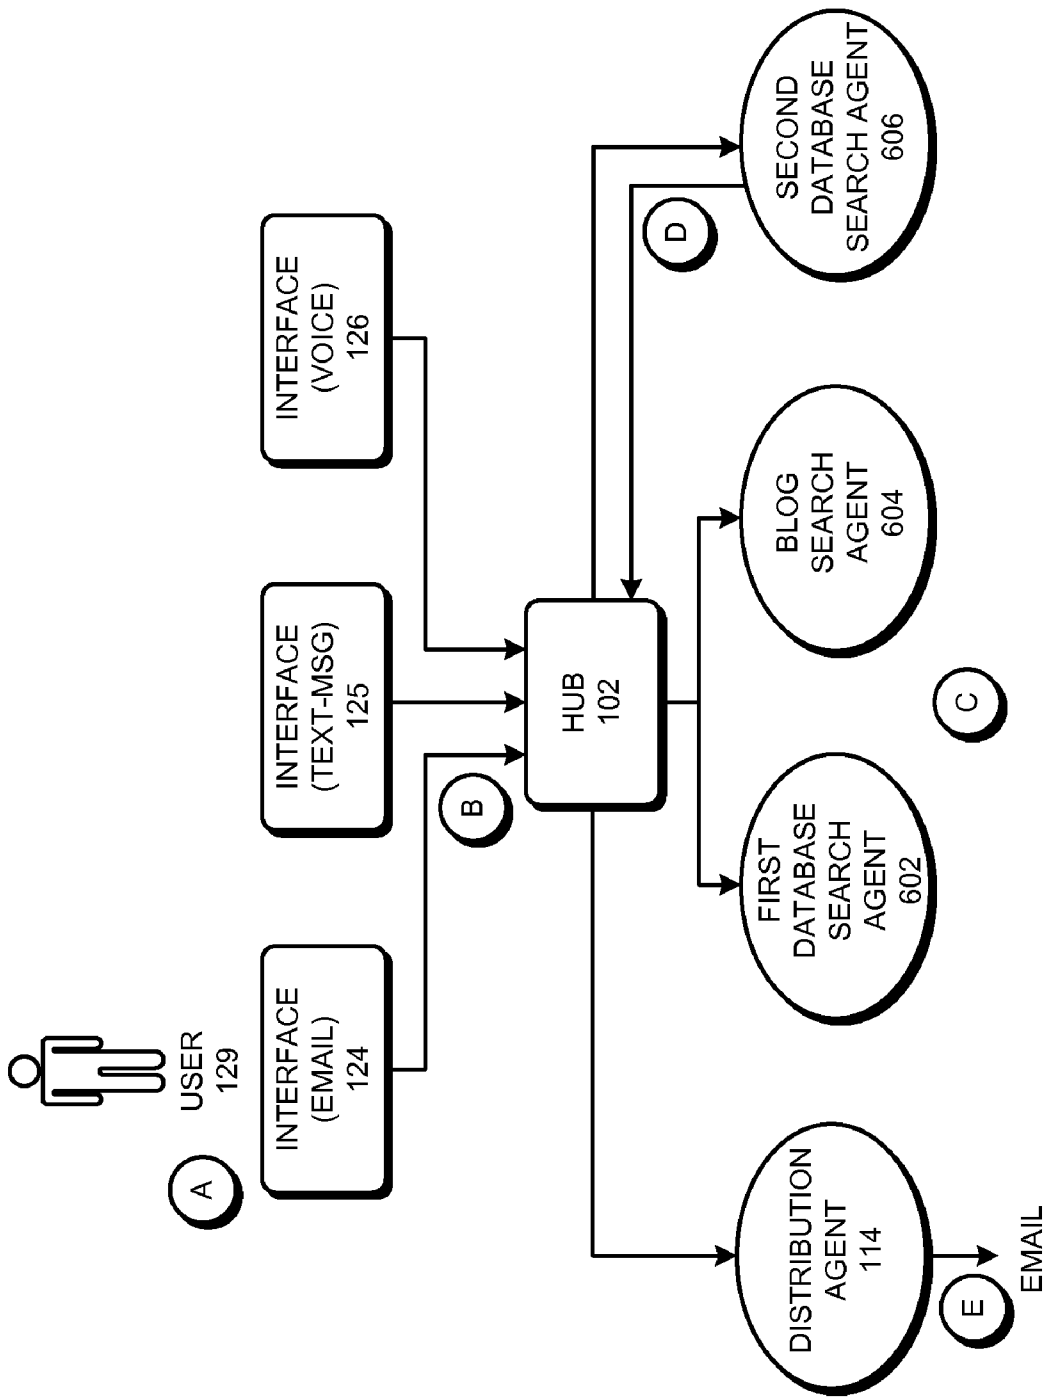 A
USER
129
INTERFACE
(EMAIL)
124
INTERFACE
(TEXT-MSG)
125
INTERFACE
(VOICE)
126
B
HUB
102
D
DISTRIBUTION
AGENT
114
FIRST
DATABASE
SEARCH
AGENT
602
BLOG
SEARCH
AGENT
604
SECOND
DATABASE
SEARCH AGENT
606
C
E
EMAIL